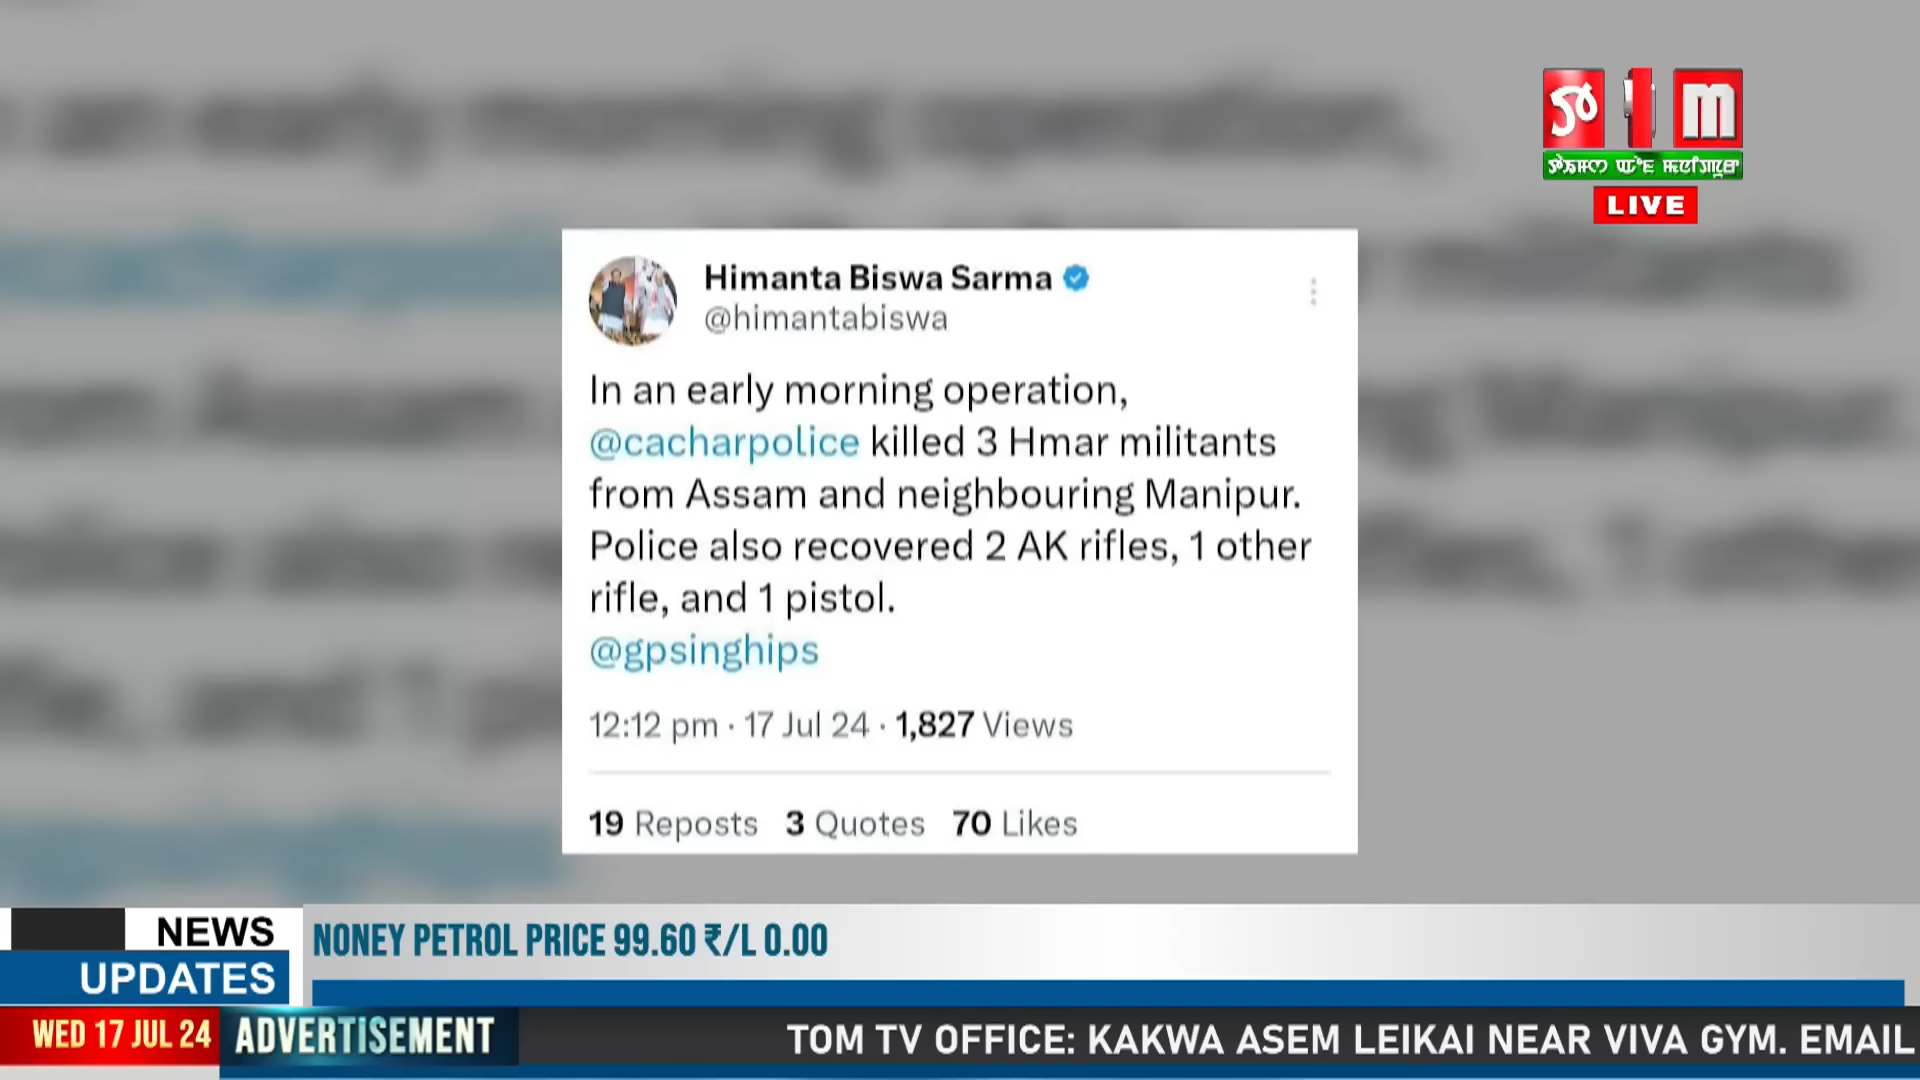 LIVE
Himanta Biswa Sarma
@himantabiswa
In an early morning operation,
@cacharpolice killed 3 Hmar militants
from Assam and neighbouring Manipur.
Police also recovered 2 AK rifles, 1 other
rifle, and 1 pistol.
@gpsinghips
12:12 pm · 17 Jul 24 · 1,827 Views
19 Reposts 3 Quotes 70 Likes
NEWS
UPDATES
NONEY PETROL PRICE 99.60 ₹/L 0.00
WED 17 JUL 24
ADVERTISEMENT
TOM TV OFFICE: KAKWA ASEM LEIKAI NEAR VIVA GYM. EMAIL